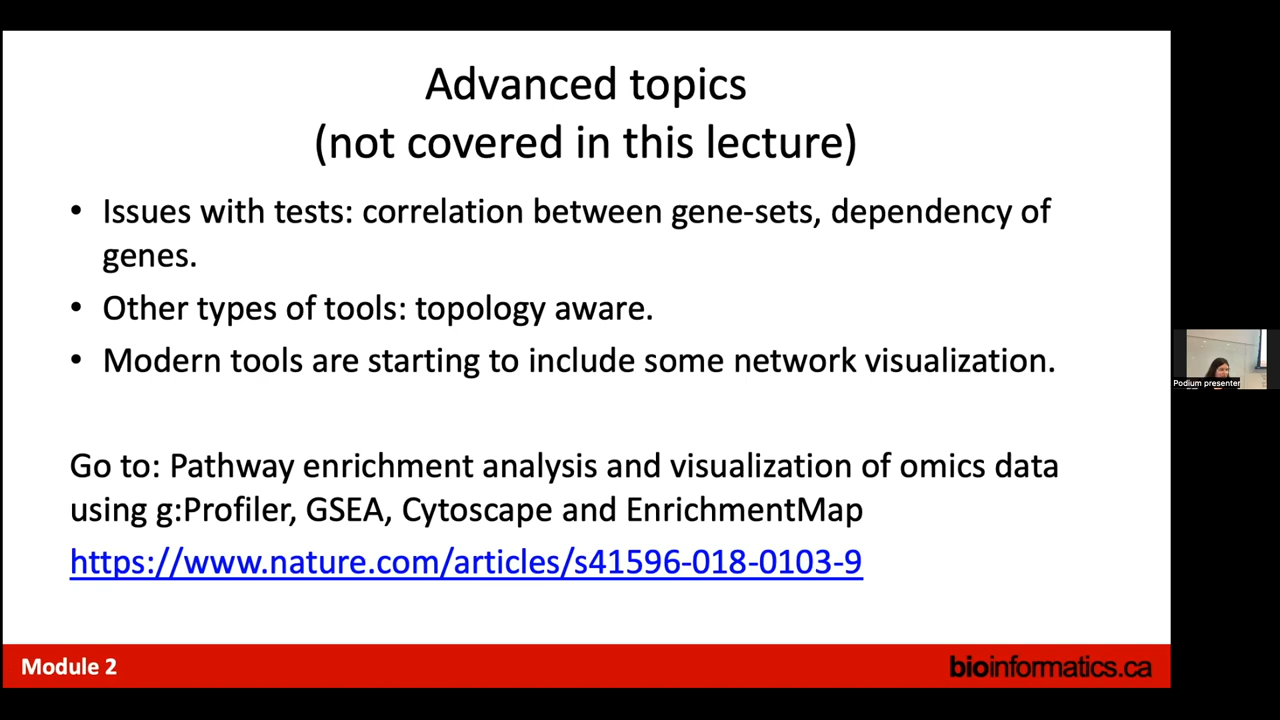 Advanced topics
(not covered in this lecture)
• Issues with tests: correlation between gene-sets, dependency of
genes.
• Other types of tools: topology aware.
• Modern tools are starting to include some network visualization.
Go to: Pathway enrichment analysis and visualization of omics data
using g:Profiler, GSEA, Cytoscape and EnrichmentMap
https://www.nature.com/articles/s41596-018-0103-9
Podium presenter
Module 2
bioinformatics.ca